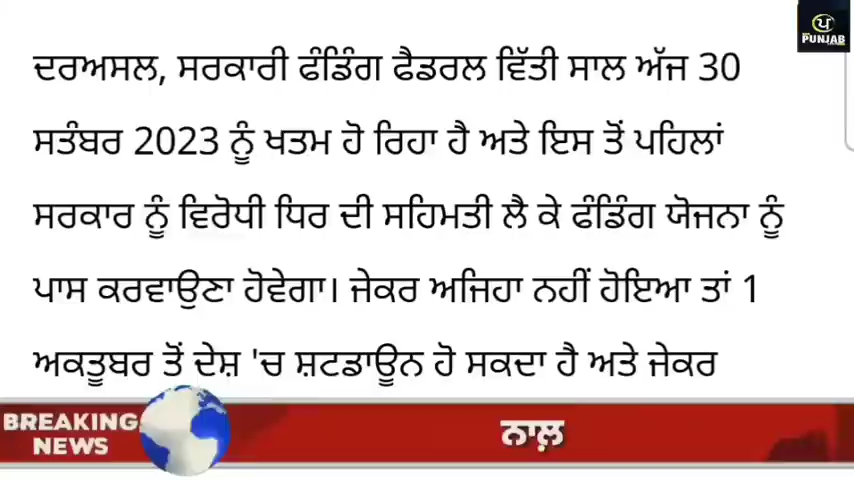 ਪ
PUNJAB
ਦਰਅਸਲ, ਸਰਕਾਰੀ ਫੰਡਿੰਗ ਫੈਡਰਲ ਵਿੱਤੀ ਸਾਲ ਅੱਜ 30
ਸਤੰਬਰ 2023 ਨੂੰ ਖਤਮ ਹੋ ਰਿਹਾ ਹੈ ਅਤੇ ਇਸ ਤੋਂ ਪਹਿਲਾਂ
ਸਰਕਾਰ ਨੂੰ ਵਿਰੋਧੀ ਧਿਰ ਦੀ ਸਹਿਮਤੀ ਲੈ ਕੇ ਫੰਡਿੰਗ ਯੋਜਨਾ ਨੂੰ
ਪਾਸ ਕਰਵਾਉਣਾ ਹੋਵੇਗਾ। ਜੇਕਰ ਅਜਿਹਾ ਨਹੀਂ ਹੋਇਆ ਤਾਂ 1
ਅਕਤੂਬਰ ਤੋਂ ਦੇਸ਼ 'ਚ ਸ਼ਟਡਾਊਨ ਹੋ ਸਕਦਾ ਹੈ ਅਤੇ ਜੇਕਰ
BREAKING
NEWS
ਨਾਲ਼